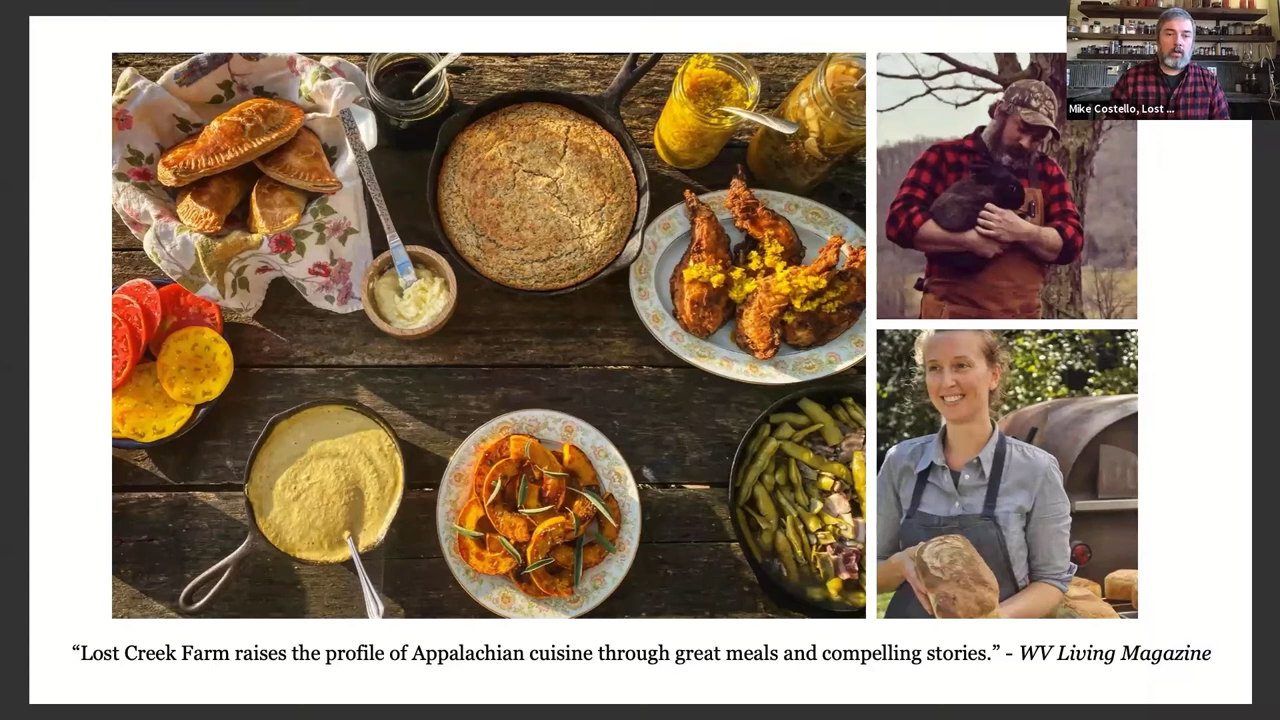 Mike Costello, Lost ...
“Lost Creek Farm raises the profile of Appalachian cuisine through great meals and compelling stories.” - WV Living Magazine